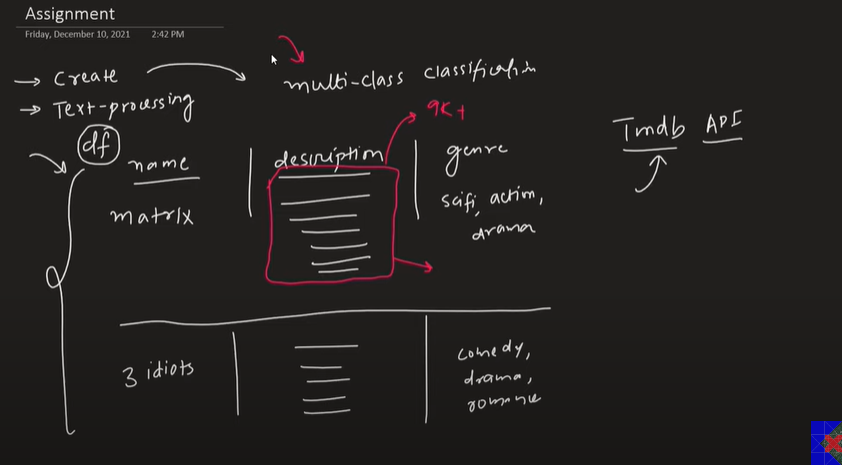 Assignment
Friday, December 10, 2021 2:42 PM
→ Create
multi-class classification
→ Text-processing
9K+
Tmdb API
df
name
description
genre
matrix
scifi, action,
drama
3 idiots
comedy,
drama,
romance